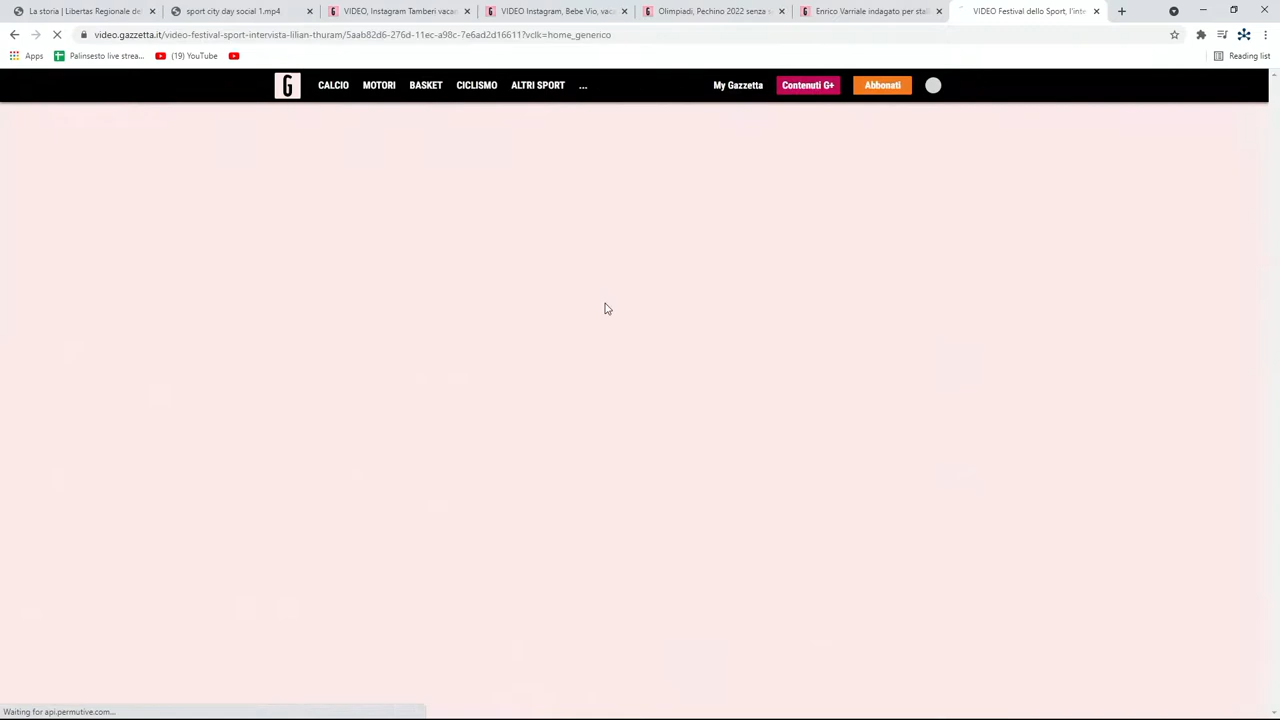 La storia | Libertas Regionale de
sport city day social 1.mp4
VIDEO, Instagram Tamberi vaca
VIDEO Instagram, Bebe Vio, vac
Olimpiadi, Pechino 2022 senza s
Enrico Varriale indagato per stal
VIDEO Festival dello Sport, l'inte
video.gazzetta.it/video-festival-sport-intervista-lilian-thuram/5aab82d6-276d-11ec-a98c-7e6ad2d16611?vclk=home_generico
Apps
Palinsesto live strea...
(19) YouTube
Reading list
G
CALCIO
MOTORI
BASKET
CICLISMO
ALTRI SPORT
...
My Gazzetta
Contenuti G+
Abbonati
Waiting for api.permutive.com...